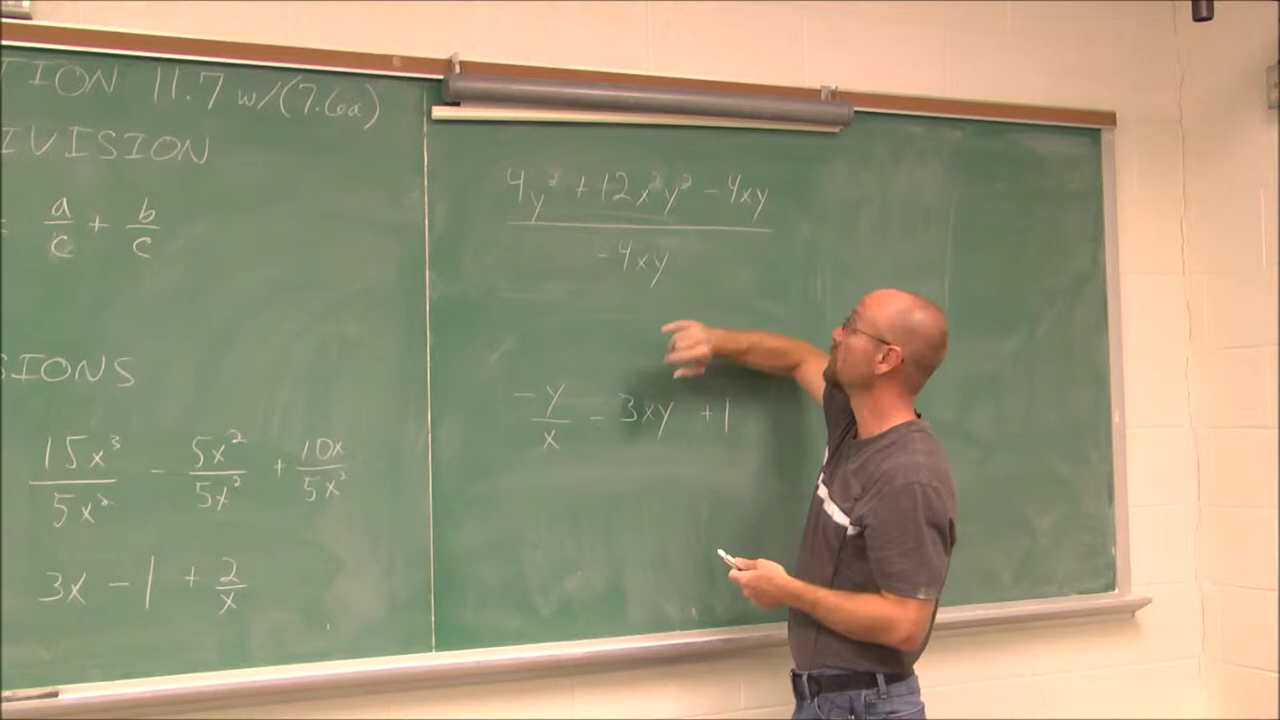 TION 11.7 w/(7.6a)
IVISION
= a/c + b/c
SIONS
15x³/5x² - 5x²/5x² + 10x/5x²
3x - 1 + 2/x
4y² + 12x²y² - 4xy
-4xy
-y/x - 3xy + 1